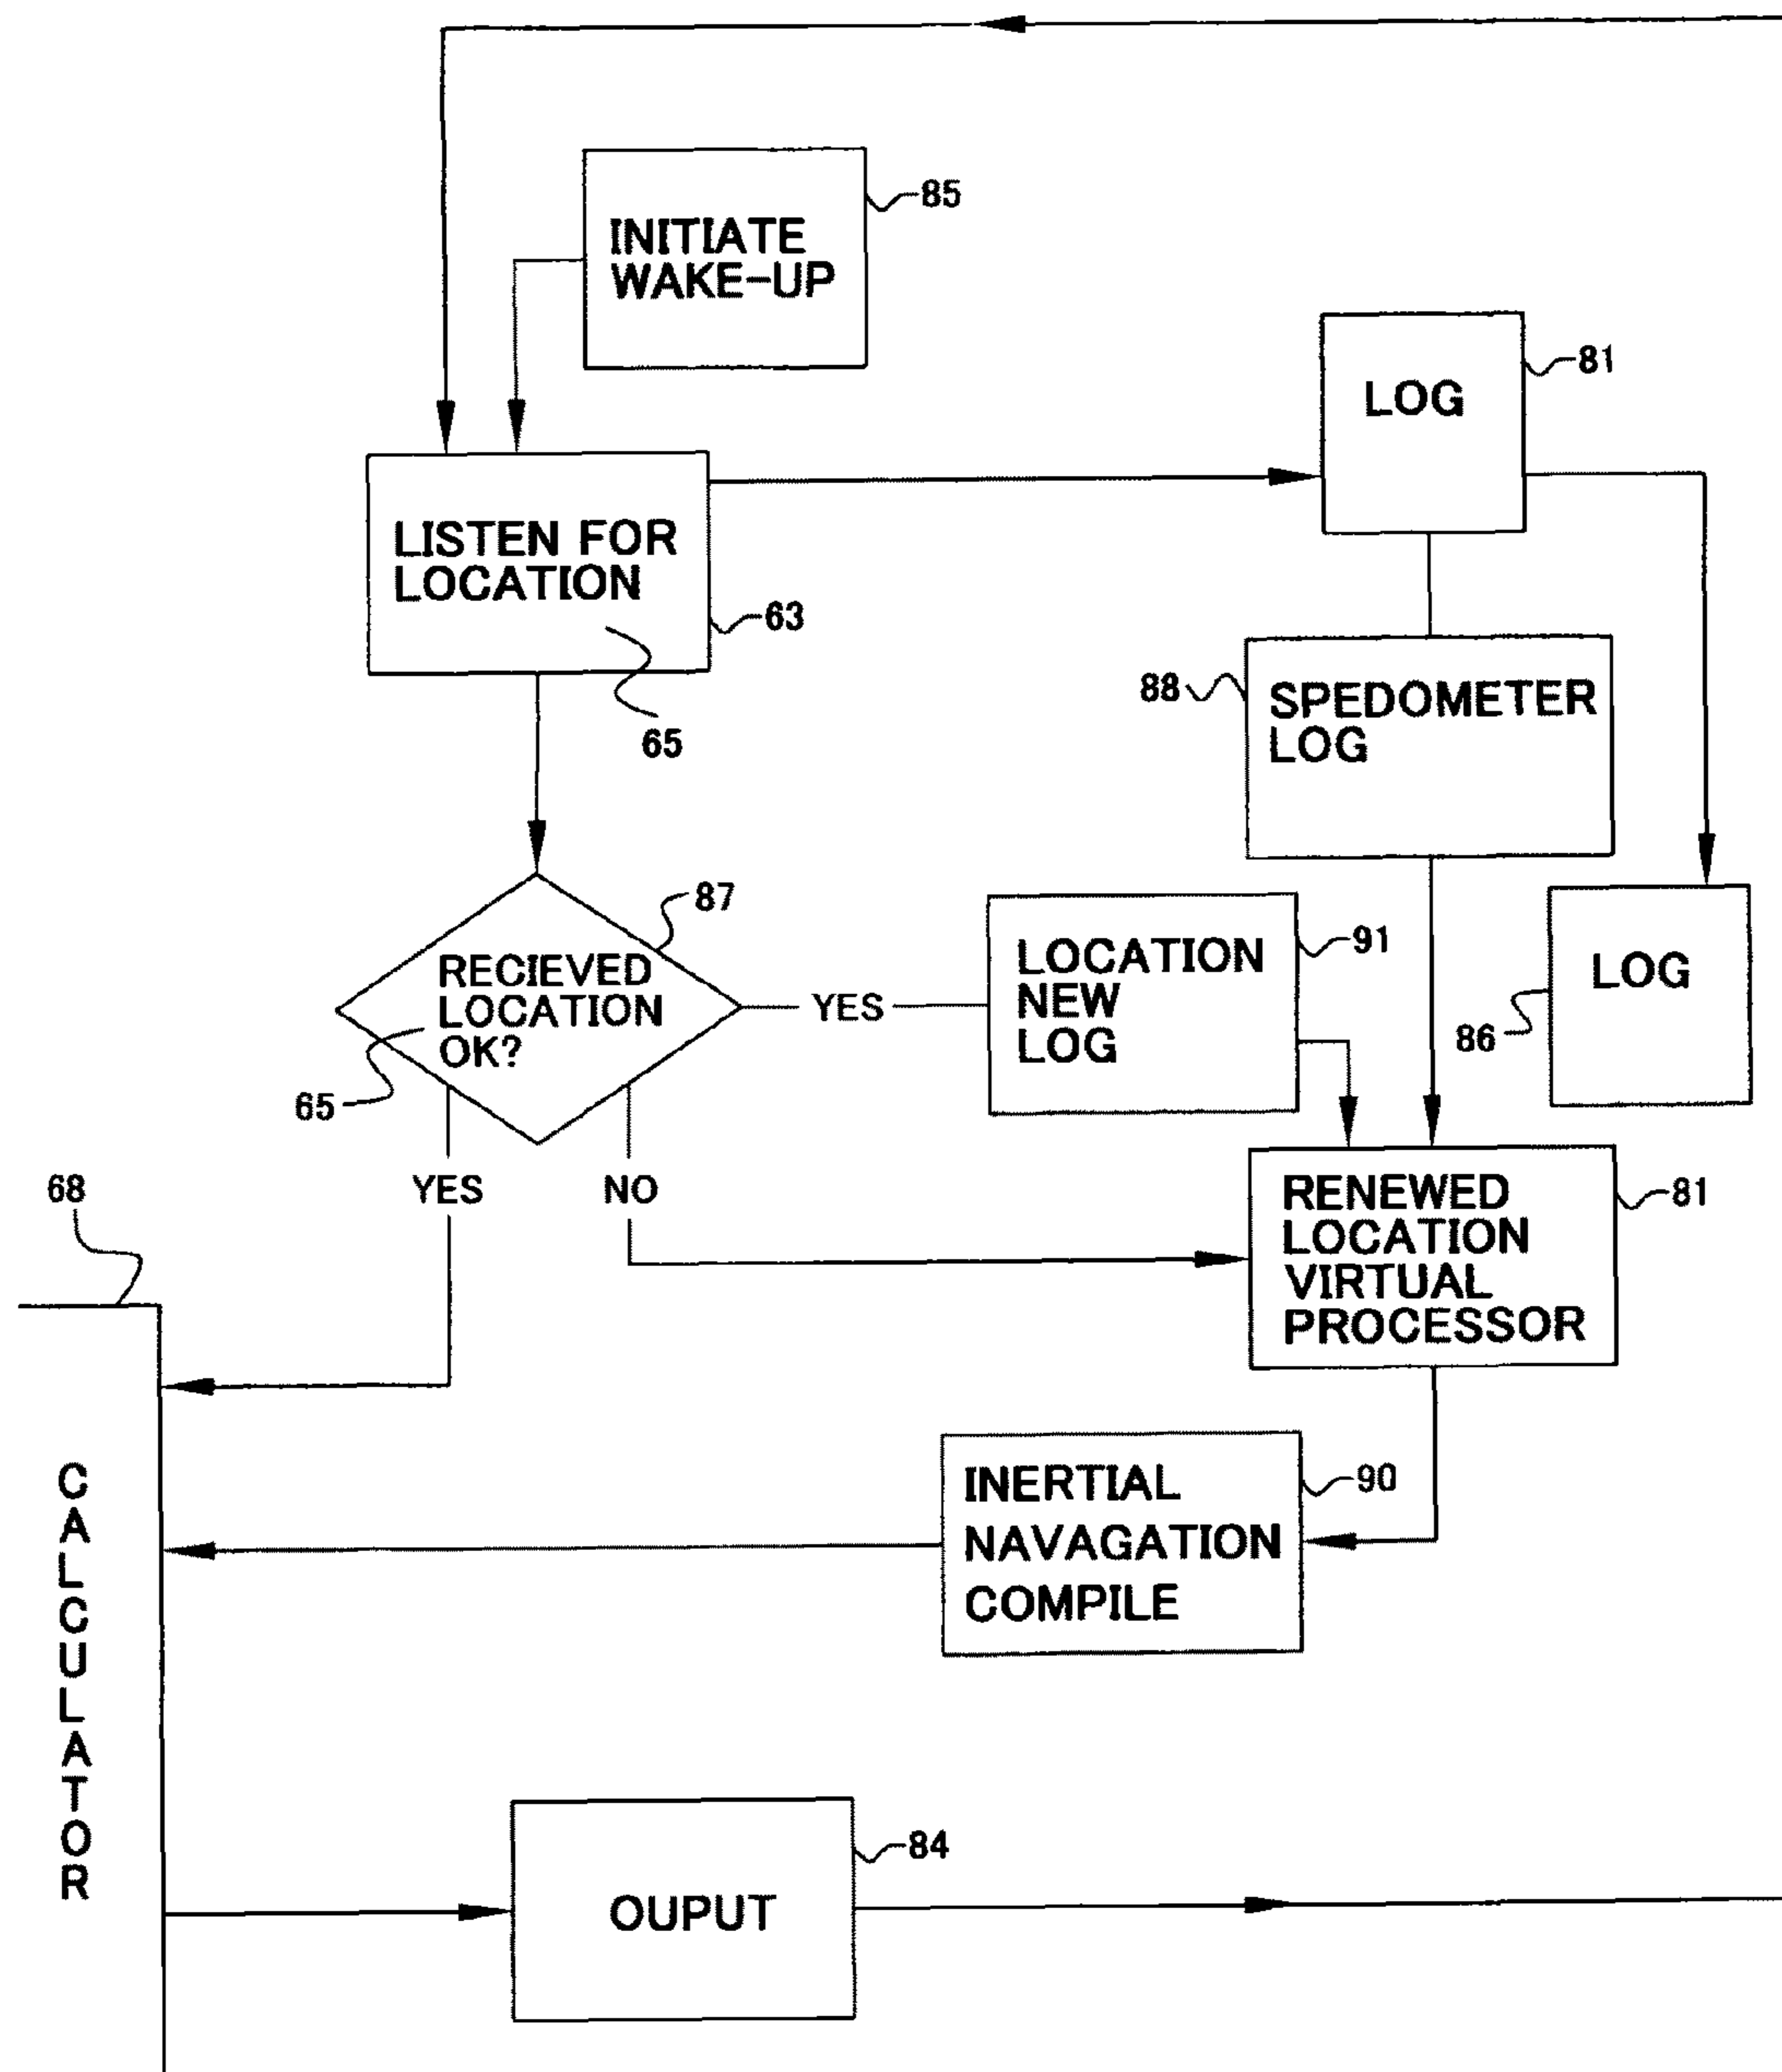 85
INITIATE
WAKE-UP
81
LOG
LISTEN FOR
LOCATION
63
65
88
SPEDOMETER
LOG
87
RECIEVED
LOCATION
OK?
65
YES
91
LOCATION
NEW
LOG
LOG
86
YES
NO
68
81
RENEWED
LOCATION
VIRTUAL
PROCESSOR
CALCULATOR
90
INERTIAL
NAVAGATION
COMPILE
84
OUPUT